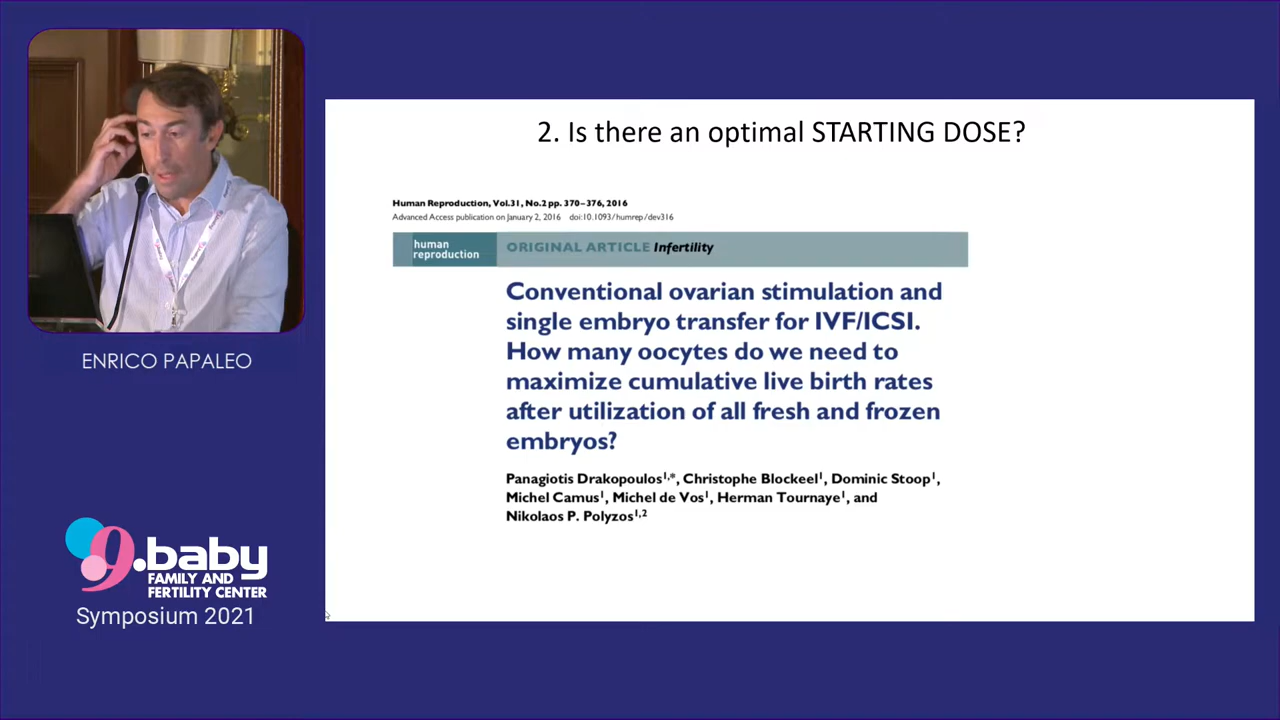 2. Is there an optimal STARTING DOSE?
Human Reproduction, Vol.31, No.2 pp. 370–376, 2016
Advanced Access publication on January 2, 2016 doi:10.1093/humrep/dev316
human
reproduction
ORIGINAL ARTICLE Infertility
Conventional ovarian stimulation and
single embryo transfer for IVF/ICSI.
How many oocytes do we need to
maximize cumulative live birth rates
after utilization of all fresh and frozen
embryos?
Panagiotis Drakopoulos1,*, Christophe Blockeel1, Dominic Stoop1,
Michel Camus1, Michel de Vos1, Herman Tournaye1, and
Nikolaos P. Polyzos1,2
ENRICO PAPALEO
9.baby
FAMILY AND
FERTILITY CENTER
Symposium 2021